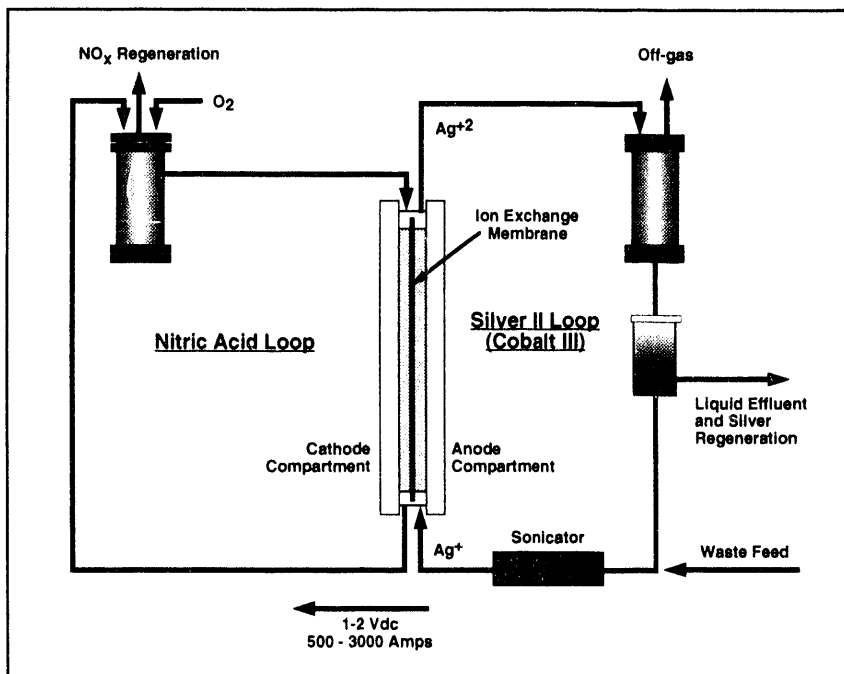 NOx Regeneration
O2
Off-gas
Ag+2
Ion Exchange
Membrane
Nitric Acid Loop
Silver II Loop
(Cobalt III)
Liquid Effluent
and Silver
Regeneration
Cathode
Compartment
Anode
Compartment
Ag+
Sonicator
Waste Feed
1-2 Vdc
500 - 3000 Amps